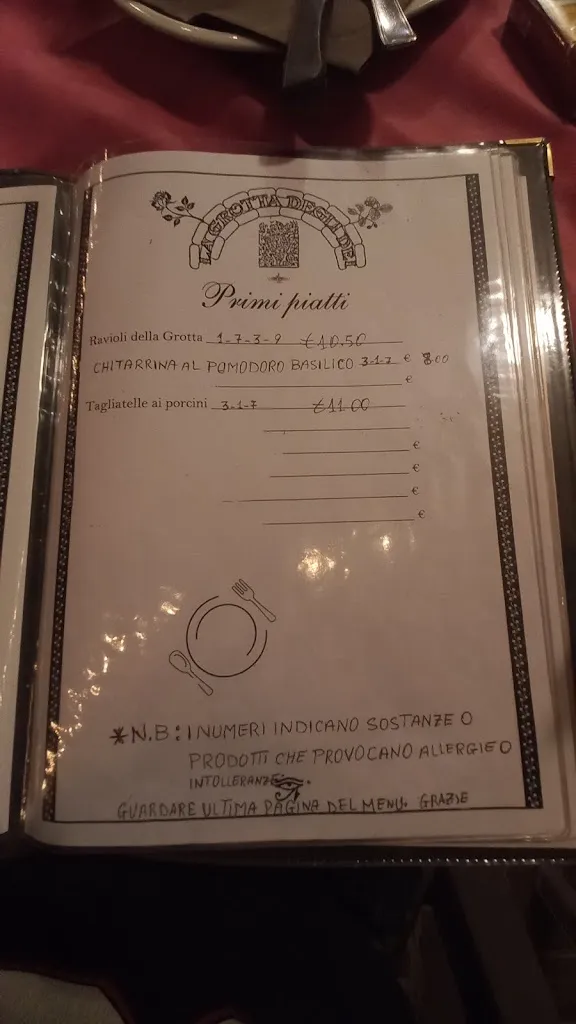 LA GROTTA DEGLI DEI
Primi piatti
Ravioli della Grotta 1-7-3-9 €10.50
CHITARRINA AL POMODORO BASILICO 3-1-7 € 8.00
€
Tagliatelle ai porcini 3-1-7 €11.00
€
€
€
€
*N.B: I NUMERI INDICANO SOSTANZE O
PRODOTTI CHE PROVOCANO ALLERGIE O
INTOLLERANZE.
GUARDARE ULTIMA PAGINA DEL MENU. GRAZIE